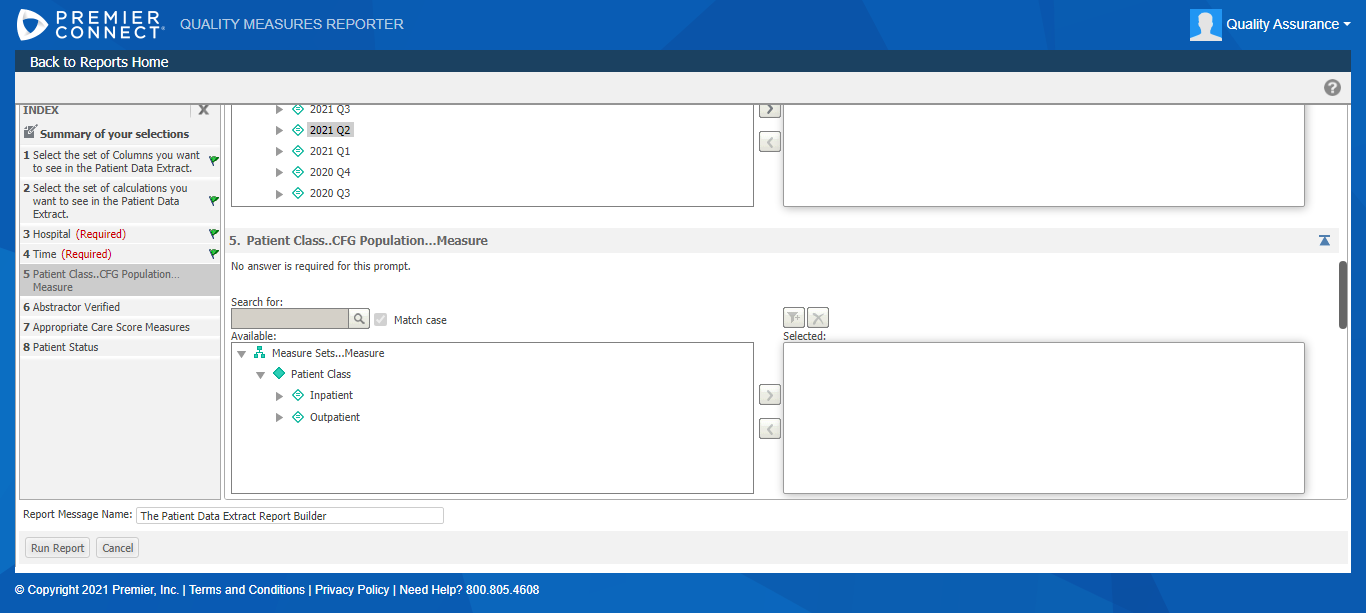 PREMIER
CONNECT
QUALITY MEASURES REPORTER
Quality Assurance
Back to Reports Home
?
INDEX
X
Summary of your selections
1 Select the set of Columns you want
to see in the Patient Data Extract.
2 Select the set of calculations you
want to see in the Patient Data
Extract.
3 Hospital (Required)
4 Time (Required)
5 Patient Class..CFG Population...
Measure
6 Abstractor Verified
7 Appropriate Care Score Measures
8 Patient Status
2021 Q3
2021 Q2
2021 Q1
2020 Q4
2020 Q3
5. Patient Class..CFG Population...Measure
No answer is required for this prompt.
Search for:
Match case
Available:
Selected:
Measure Sets...Measure
Patient Class
Inpatient
Outpatient
Report Message Name: The Patient Data Extract Report Builder
Run Report Cancel
© Copyright 2021 Premier, Inc. | Terms and Conditions | Privacy Policy | Need Help? 800.805.4608